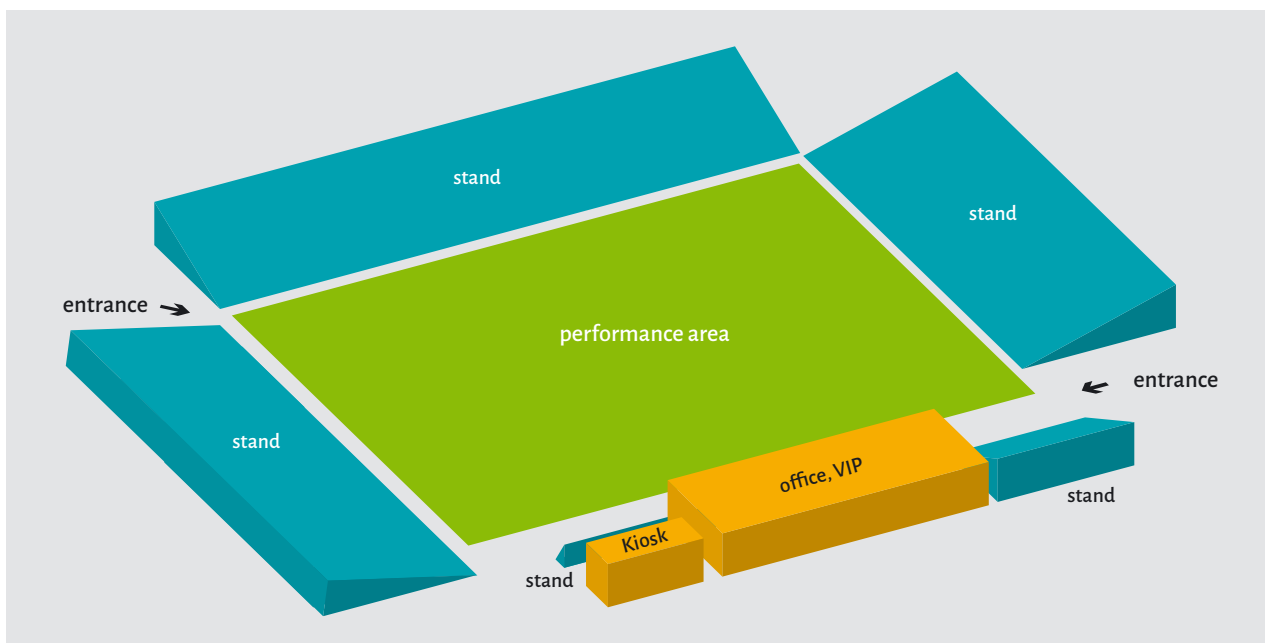 stand
stand
entrance
performance area
entrance
stand
office, VIP
stand
Kiosk
stand